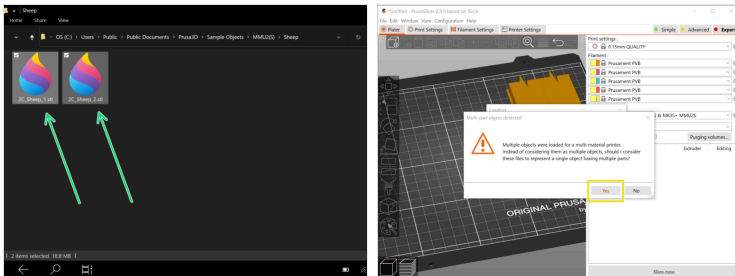 Sheep
Home Share View
OS (C:) › Users › Public › Public Documents › Prusa3D › Sample Objects › MMU2(S) › Sheep
2C_Sheep_1.stl 2C_Sheep_2.stl
2 items selected 18.8 MB
*Untitled - PrusaSlicer-2.5.0 based on Slic3r
File Edit Window View Configuration Help
Plater Print Settings Filament Settings Printer Settings
Simple Advanced Exper
Print settings :
0.15mm QUALITY
Filament :
Prusament PVB
Prusament PVB
Prusament PVB
Prusament PVB
Prusament PVB
& MK3S+ MMU2S
Purging volumes...
Extruder Editing
Loading
Multi-part object detected
Multiple objects were loaded for a multi-material printer.
Instead of considering them as multiple objects, should I consider
these files to represent a single object having multiple parts?
Yes No
ORIGINAL PRUSA
by
Slice now